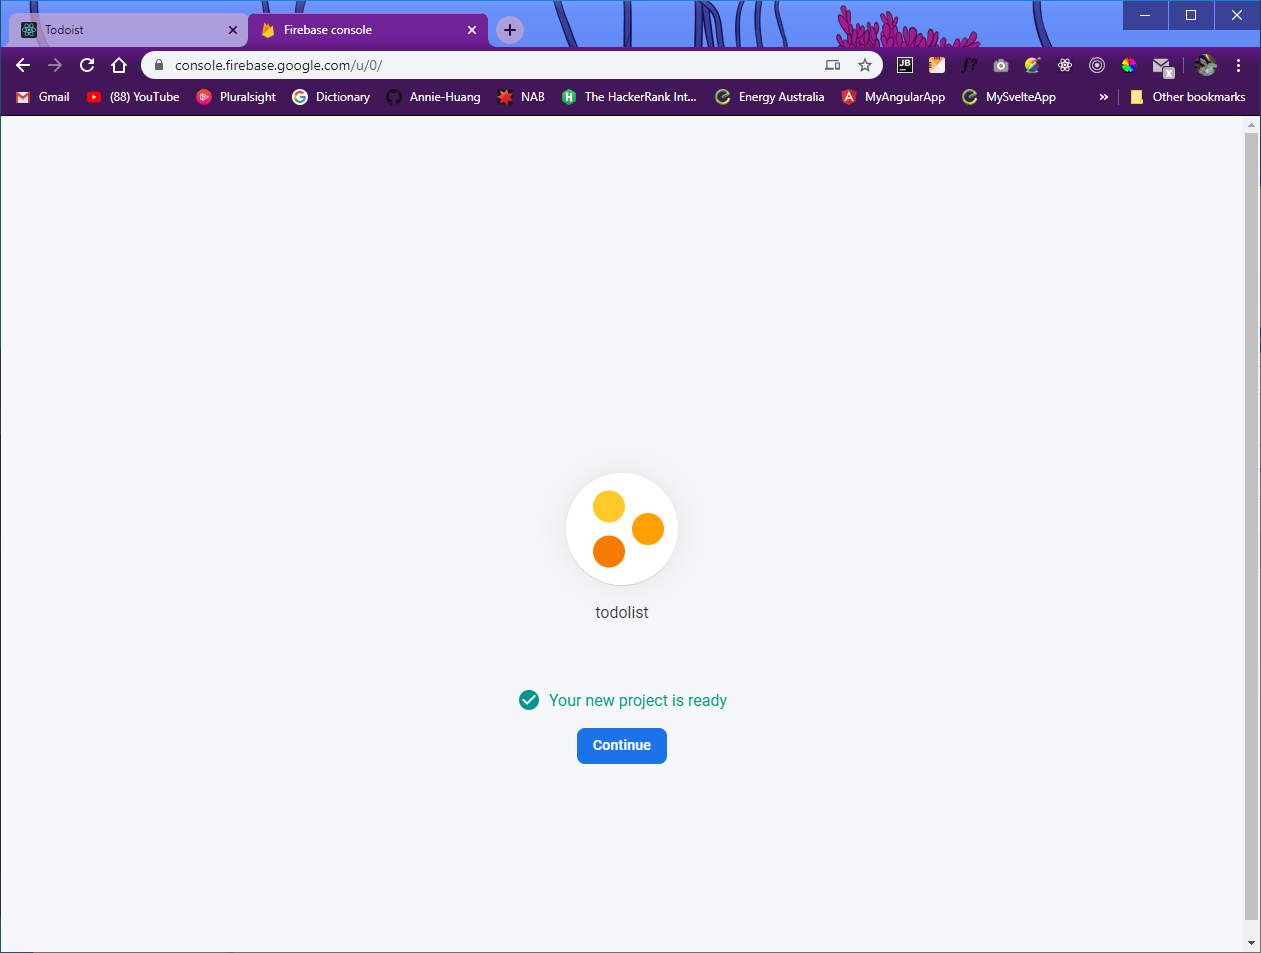 Todoist
Firebase console
console.firebase.google.com/u/0/
JB
f?
x
Gmail
(88) YouTube
Pluralsight
Dictionary
Annie-Huang
NAB
The HackerRank Int...
Energy Australia
MyAngularApp
MySvelteApp
»
Other bookmarks
todolist
Your new project is ready
Continue